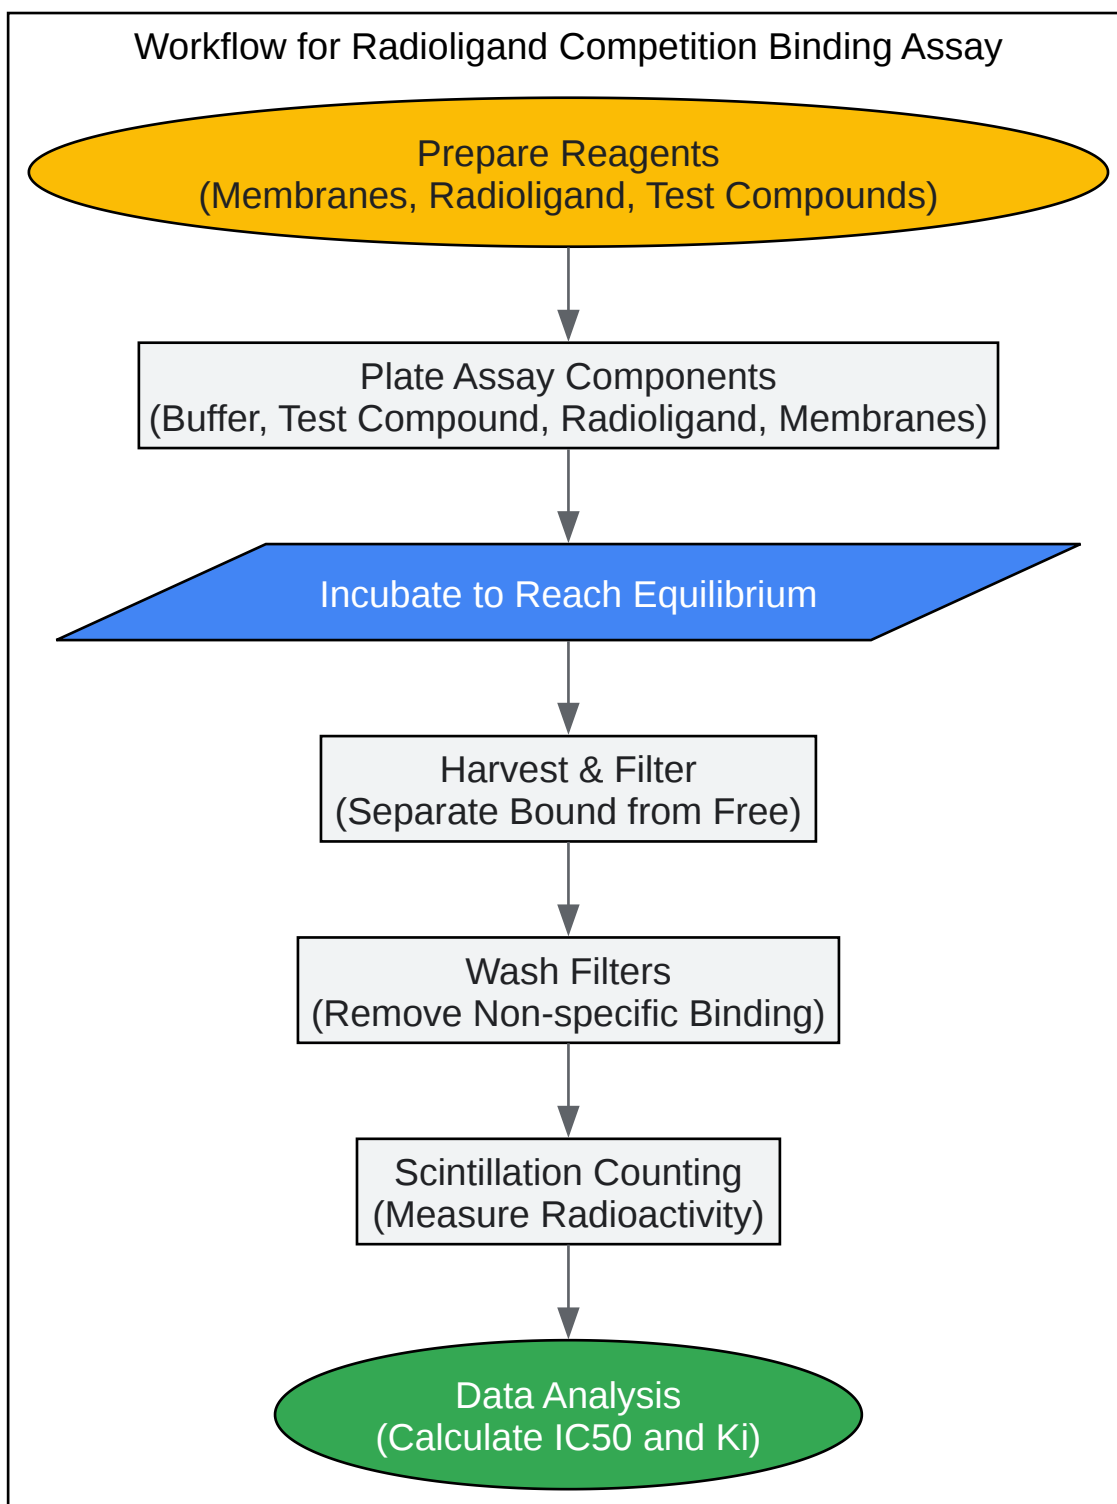 Workflow for Radioligand Competition Binding Assay
Prepare Reagents
(Membranes, Radioligand, Test Compounds)
Plate Assay Components
(Buffer, Test Compound, Radioligand, Membranes)
Incubate to Reach Equilibrium
Harvest & Filter
(Separate Bound from Free)
Wash Filters
(Remove Non-specific Binding)
Scintillation Counting
(Measure Radioactivity)
Data Analysis
(Calculate IC50 and Ki)